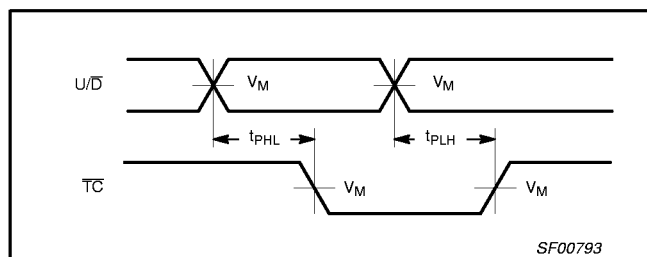 U/D̅ V_M V_M
t_PHL t_PLH
T̅C̅ V_M V_M
SF00793